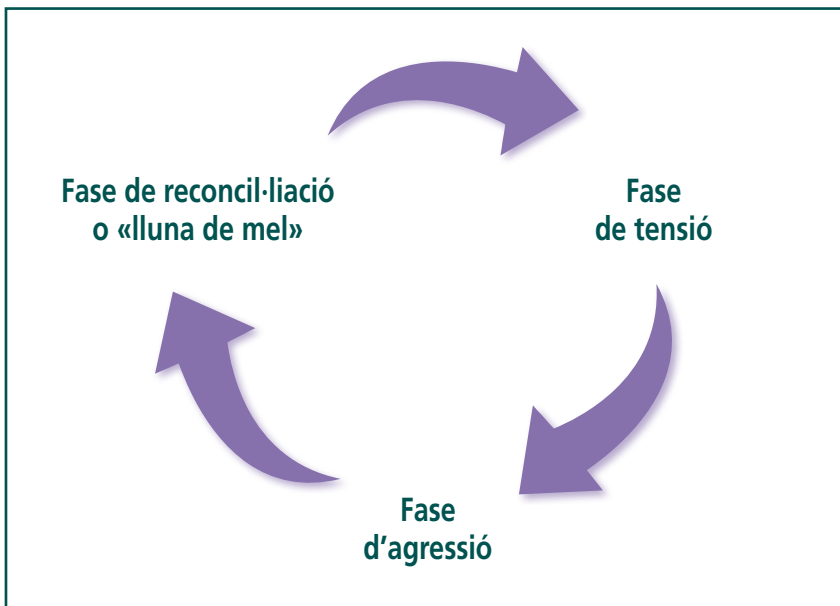 Fase de reconcil·liació
o «lluna de mel»
Fase
de tensió
Fase
d’agressió